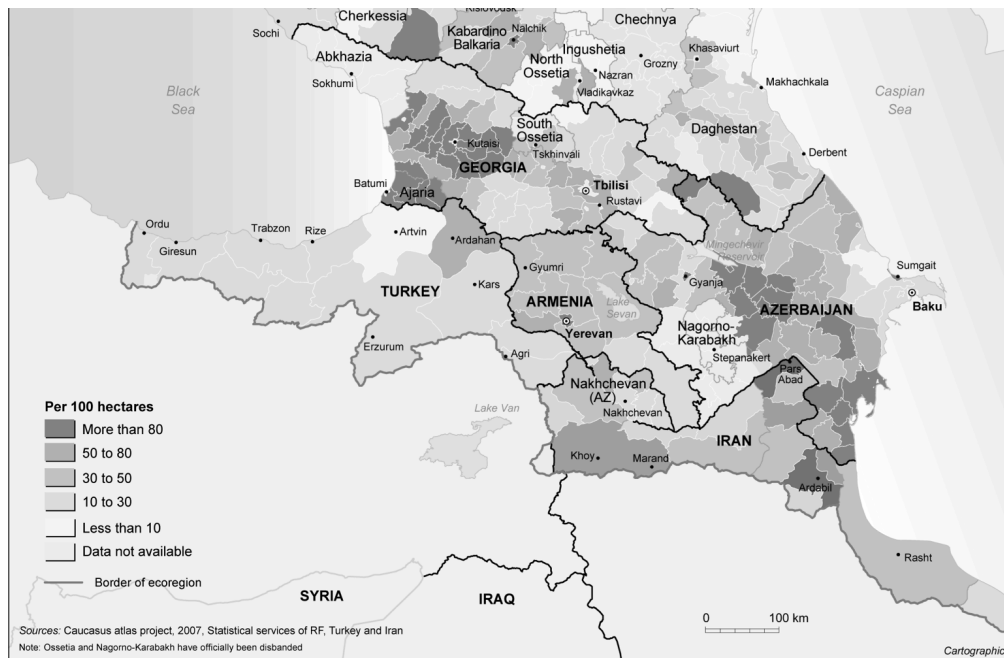 Cherkessia
Kislovodsk
Sochi
Kabardino
Balkaria
Nalchik
Chechnya
Ingushetia
Khasaviurt
Abkhazia
North
Ossetia
Grozny
Nazran
Sokhumi
Vladikavkaz
Makhachkala
Black
Sea
Caspian
Sea
South
Ossetia
Daghestan
Kutaisi
Tskhinvali
Derbent
GEORGIA
Batumi
Ajaria
Tbilisi
Rustavi
Ordu
Giresun
Trabzon
Rize
Artvin
Ardahan
Mingechevir
Reservoir
Gyumri
Sumgait
Kars
Gyanja
TURKEY
ARMENIA
Lake
Sevan
AZERBAIJAN
Baku
Yerevan
Nagorno-
Karabakh
Erzurum
Agri
Stepanakert
Pars
Abad
Nakhchevan
(AZ)
Nakhchevan
Lake Van
IRAN
Khoy
Marand
Ardabil
Rasht
Per 100 hectares
More than 80
50 to 80
30 to 50
10 to 30
Less than 10
Data not available
Border of ecoregion
SYRIA
IRAQ
0 100 km
Sources: Caucasus atlas project, 2007, Statistical services of RF, Turkey and Iran
Note: Ossetia and Nagorno-Karabakh have officially been disbanded
Cartographic